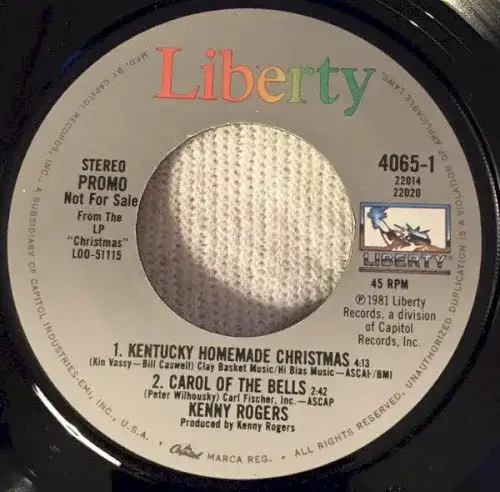 Liberty
STEREO
PROMO
Not For Sale
From The
LP
"Christmas"
LOO-51115
4065-1
22014
22020
LIBERTY
45 RPM
℗1981 Liberty
Records, a division
of Capitol
Records, Inc.
1. KENTUCKY HOMEMADE CHRISTMAS 4:13
(Kin Vassy—Bill Caswell) Clay Basket Music/Hi Bias Music—ASCAP/BMI
2. CAROL OF THE BELLS 2:42
(Peter Wilhousky) Carl Fischer, Inc.—ASCAP
KENNY ROGERS
Produced by Kenny Rogers
MFD. BY CAPITOL RECORDS, INC., A SUBSIDIARY OF CAPITOL INDUSTRIES-EMI, INC., U.S.A.
Capitol MARCA REG. • ALL RIGHTS RESERVED. UNAUTHORIZED DUPLICATION IS A VIOLATION OF APPLICABLE LAWS.